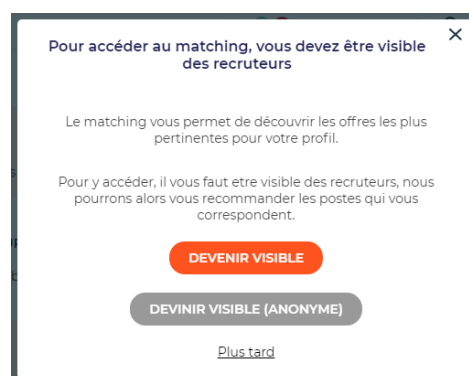 Pour accéder au matching, vous devez être visible
des recruteurs
Le matching vous permet de découvrir les offres les plus
pertinentes pour votre profil.
Pour y accéder, il vous faut etre visible des recruteurs, nous
pourrons alors vous recommander les postes qui vous
correspondent.
DEVENIR VISIBLE
DEVINIR VISIBLE (ANONYME)
Plus tard